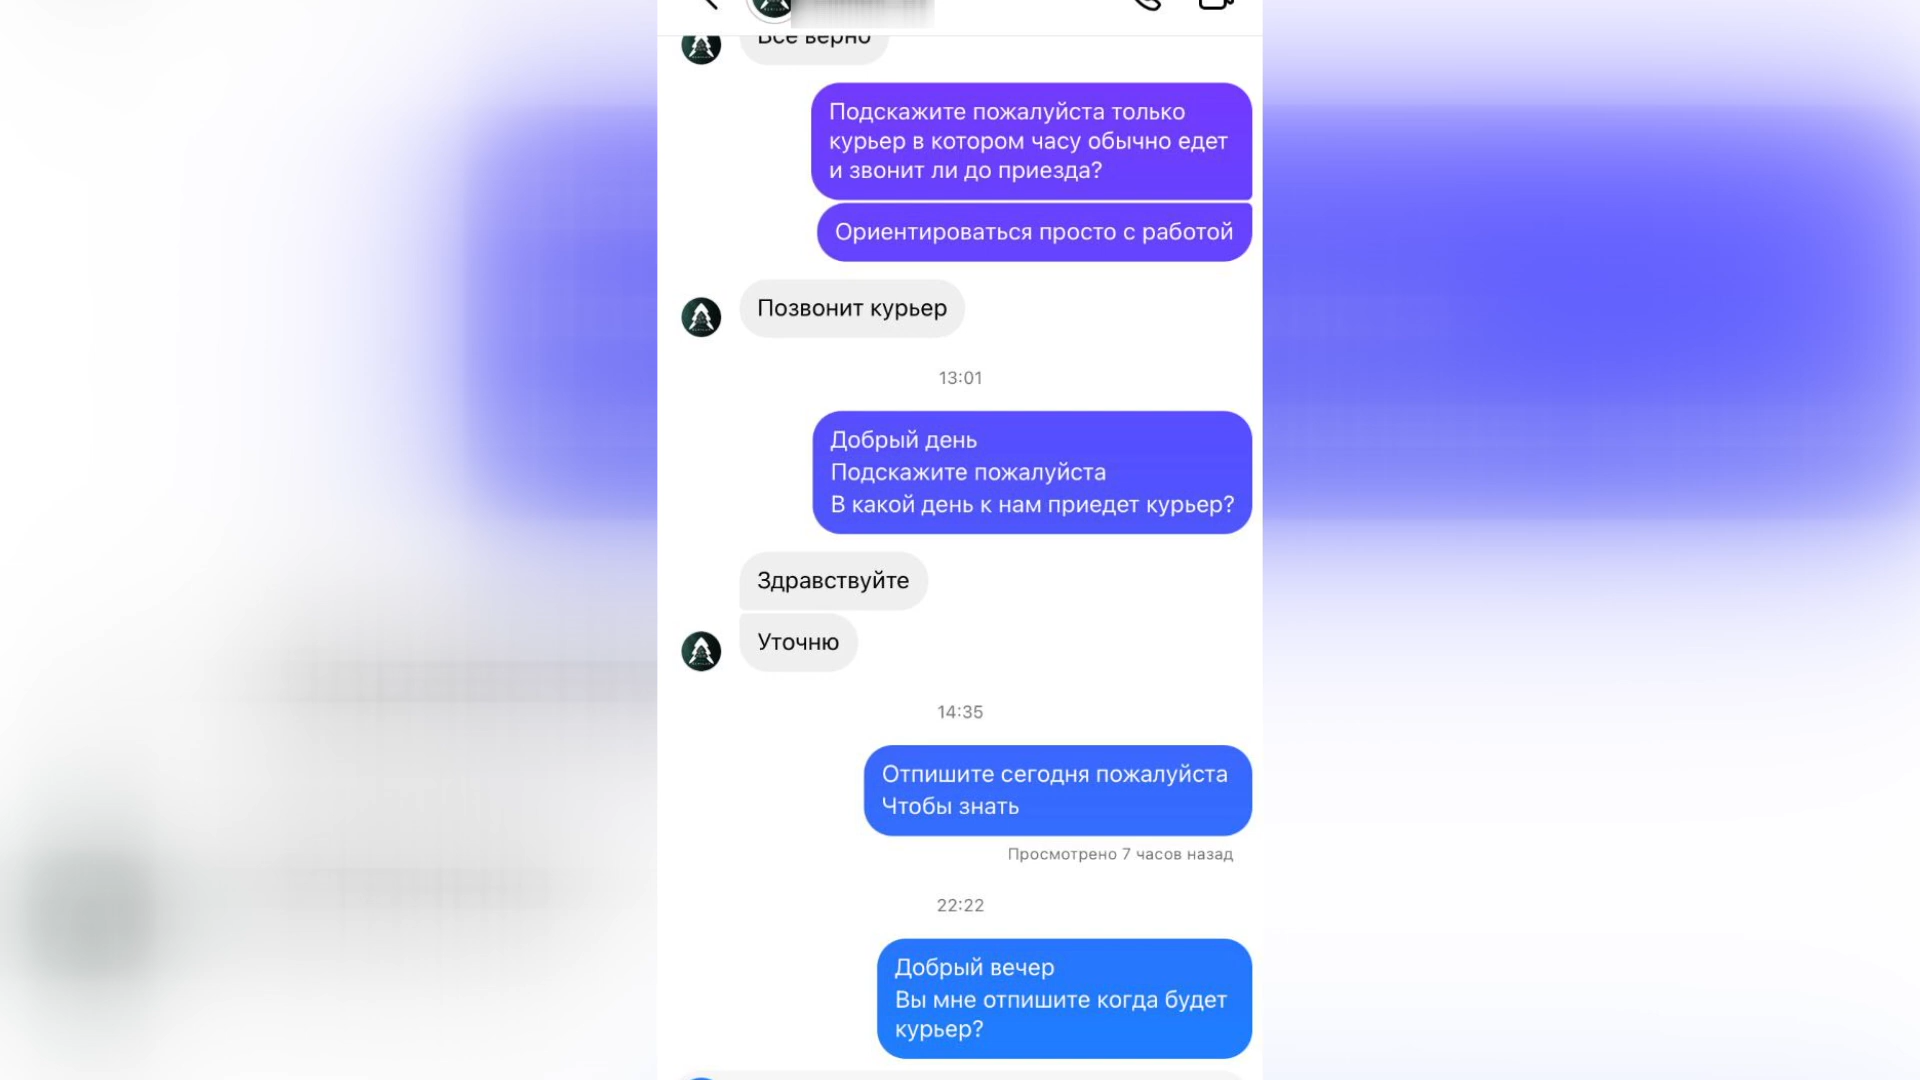 Все верно
Подскажите пожалуйста только
курьер в котором часу обычно едет
и звонит ли до приезда?
Ориентироваться просто с работой
Позвонит курьер
13:01
Добрый день
Подскажите пожалуйста
В какой день к нам приедет курьер?
Здравствуйте
Уточню
14:35
Отпишите сегодня пожалуйста
Чтобы знать
Просмотрено 7 часов назад
22:22
Добрый вечер
Вы мне отпишите когда будет
курьер?